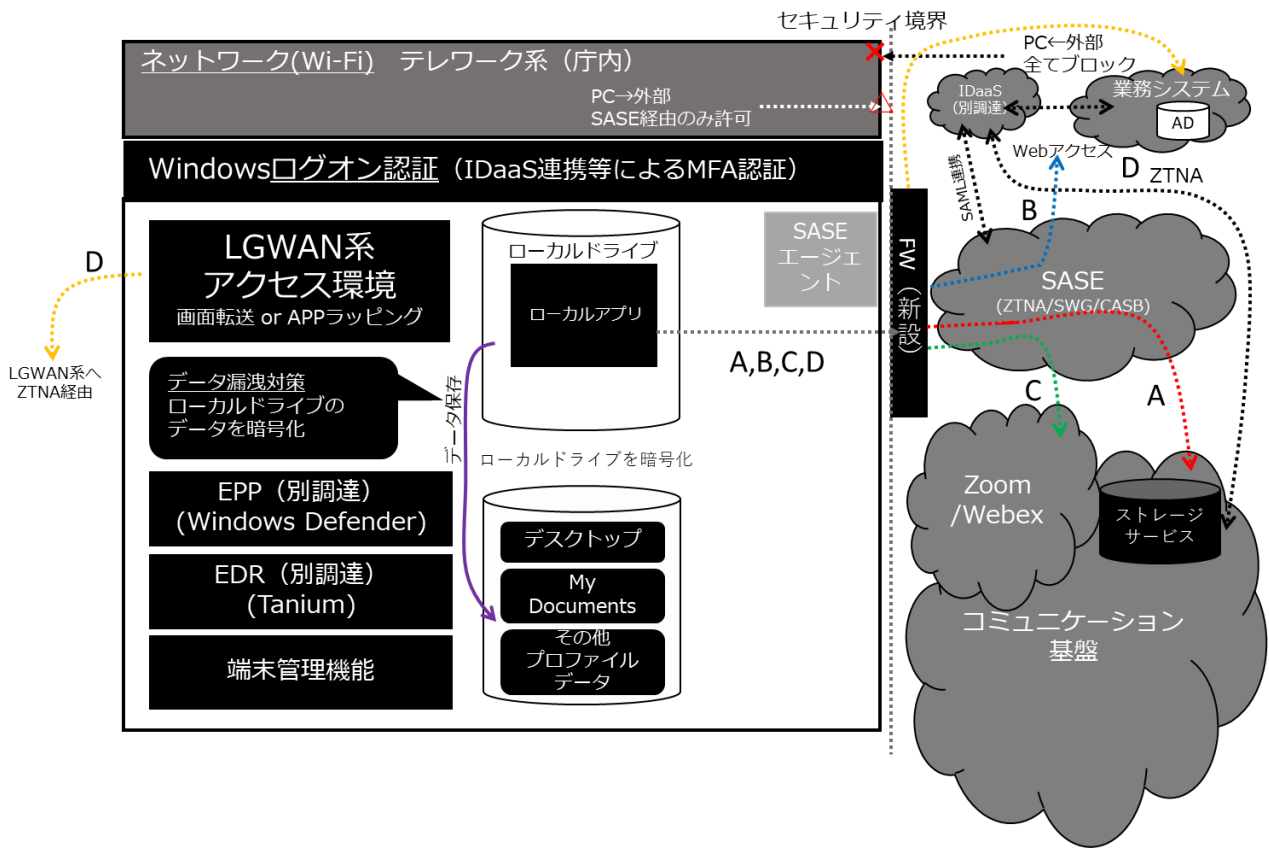 セキュリティ境界
ネットワーク(Wi-Fi)　テレワーク系（庁内）
PC→外部
SASE経由のみ許可
PC←外部
全てブロック
IDaaS
（別調達）
業務システム
AD
Windowsログオン認証（IDaaS連携等によるMFA認証）
Webアクセス
D
ZTNA
SAML連携
B
LGWAN系
アクセス環境
画面転送 or APPラッピング
D
LGWAN系へ
ZTNA経由
ローカルドライブ
ローカルアプリ
SASE
エージェ
ント
FW（新設）
SASE
(ZTNA/SWG/CASB)
A,B,C,D
C
A
データ漏洩対策
ローカルドライブの
データを暗号化
データ保存
ローカルドライブを暗号化
EPP（別調達）
(Windows Defender)
EDR（別調達）
(Tanium)
端末管理機能
デスクトップ
My
Documents
その他
プロファイル
データ
Zoom
/Webex
ストレージ
サービス
コミュニケーション
基盤